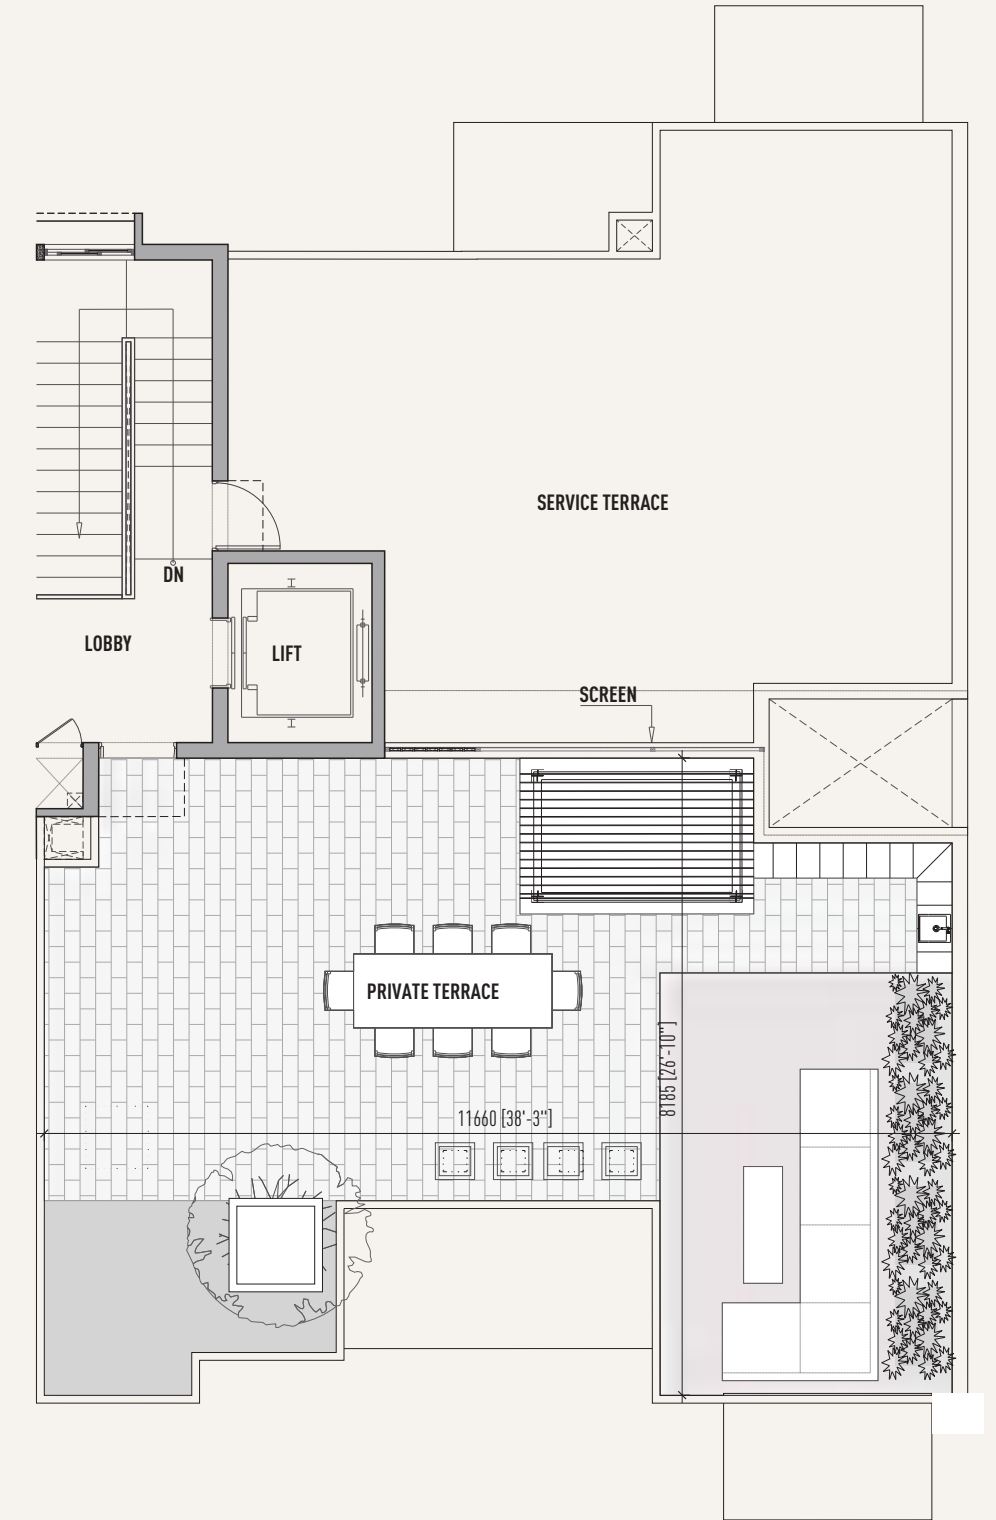 SERVICE TERRACE
DN
LOBBY
LIFT
SCREEN
PRIVATE TERRACE
8185 [26'-10"]
11660 [38'-3"]